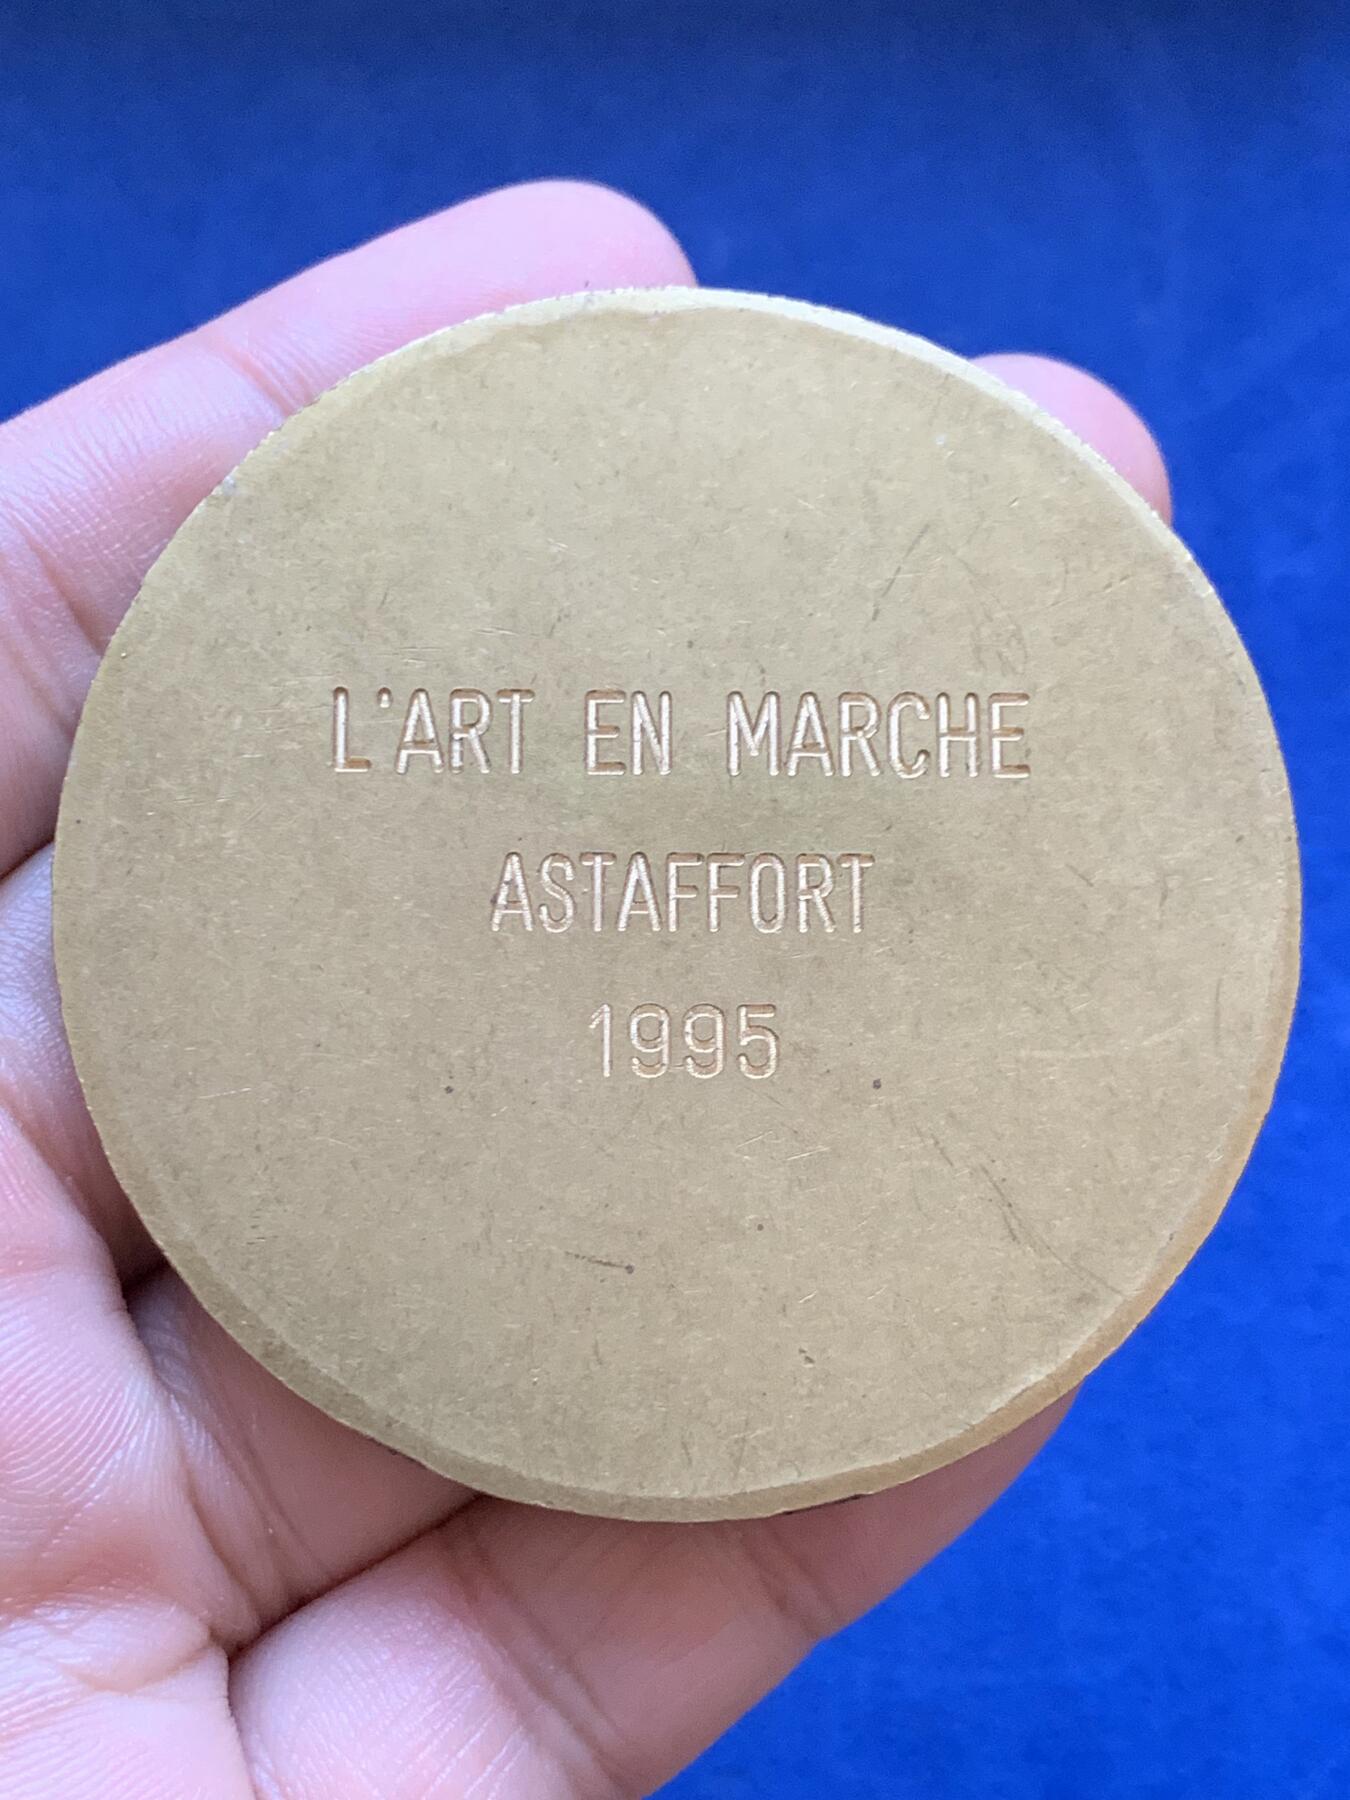 L'ART EN MARCHE
ASTAFFORT
1995